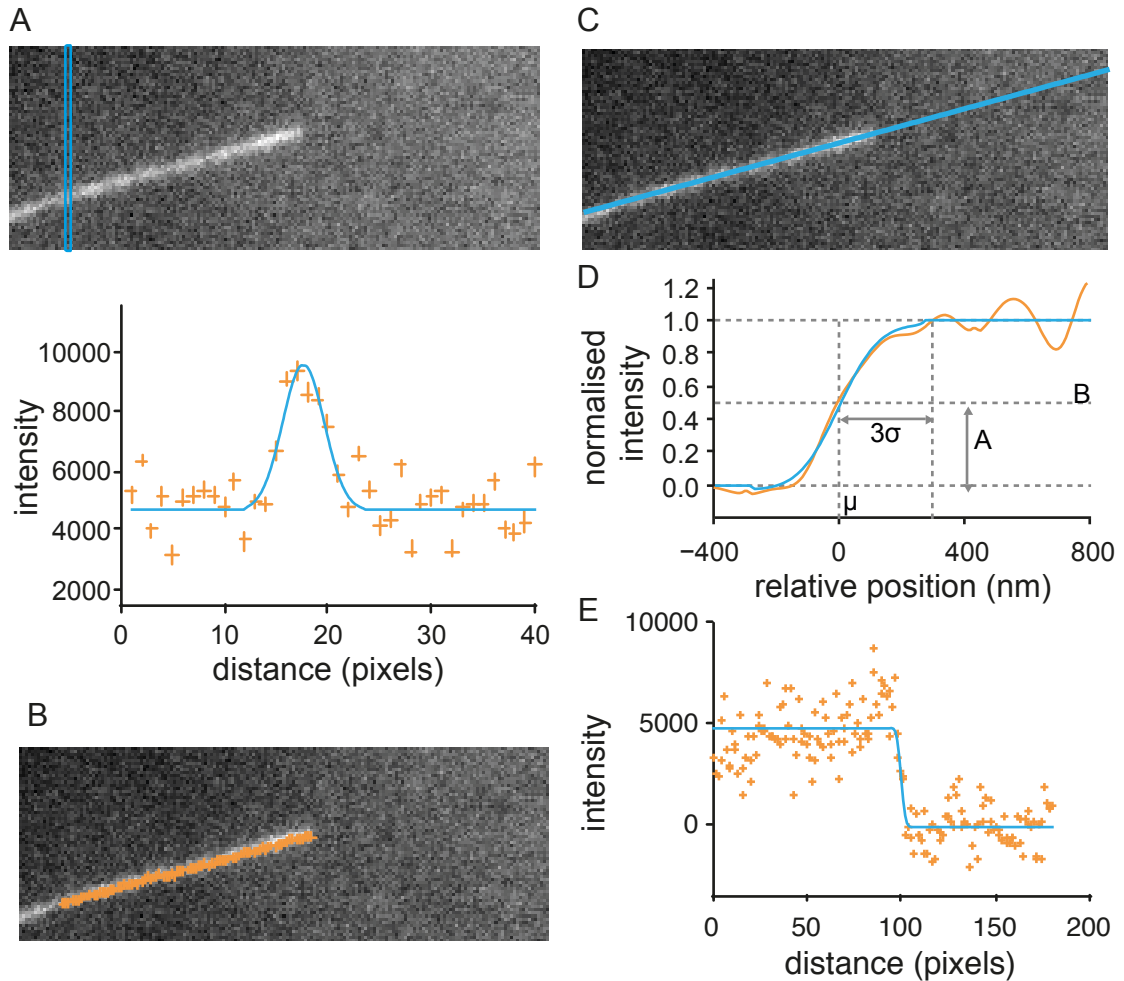 A
10000
8000
6000
4000
2000
intensity
0 10 20 30 40
distance (pixels)
B
C
D
1.2
1.0
0.8
0.6
0.4
0.2
0.0
normalised
intensity
B
A
3σ
μ
−400 0 400 800
relative position (nm)
E
10000
5000
0
intensity
0 50 100 150 200
distance (pixels)